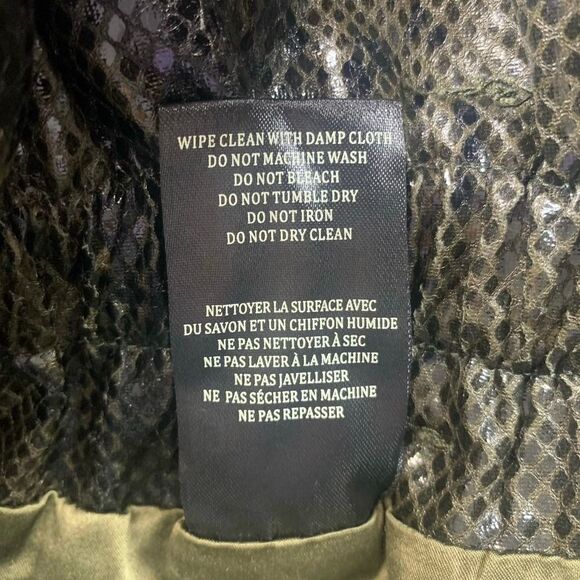 WIPE CLEAN WITH DAMP CLOTH
DO NOT MACHINE WASH
DO NOT BLEACH
DO NOT TUMBLE DRY
DO NOT IRON
DO NOT DRY CLEAN
NETTOYER LA SURFACE AVEC
DU SAVON ET UN CHIFFON HUMIDE
NE PAS NETTOYER À SEC
NE PAS LAVER À LA MACHINE
NE PAS JAVELLISER
NE PAS SÉCHER EN MACHINE
NE PAS REPASSER